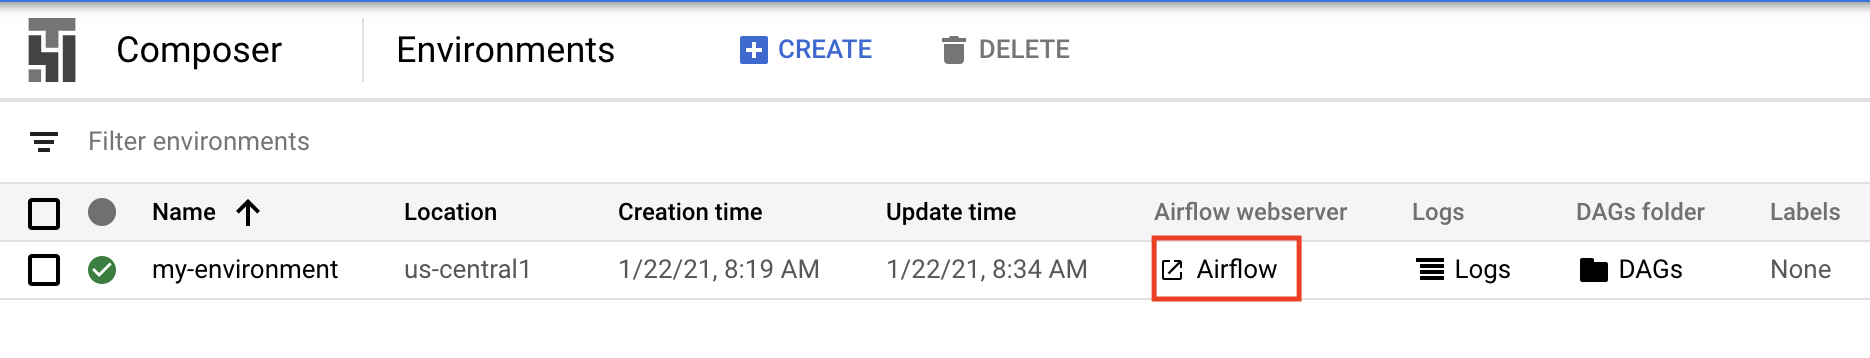 Composer Environments CREATE DELETE
Filter environments
Name Location Creation time Update time Airflow webserver Logs DAGs folder Labels
my-environment us-central1 1/22/21, 8:19 AM 1/22/21, 8:34 AM Airflow Logs DAGs None